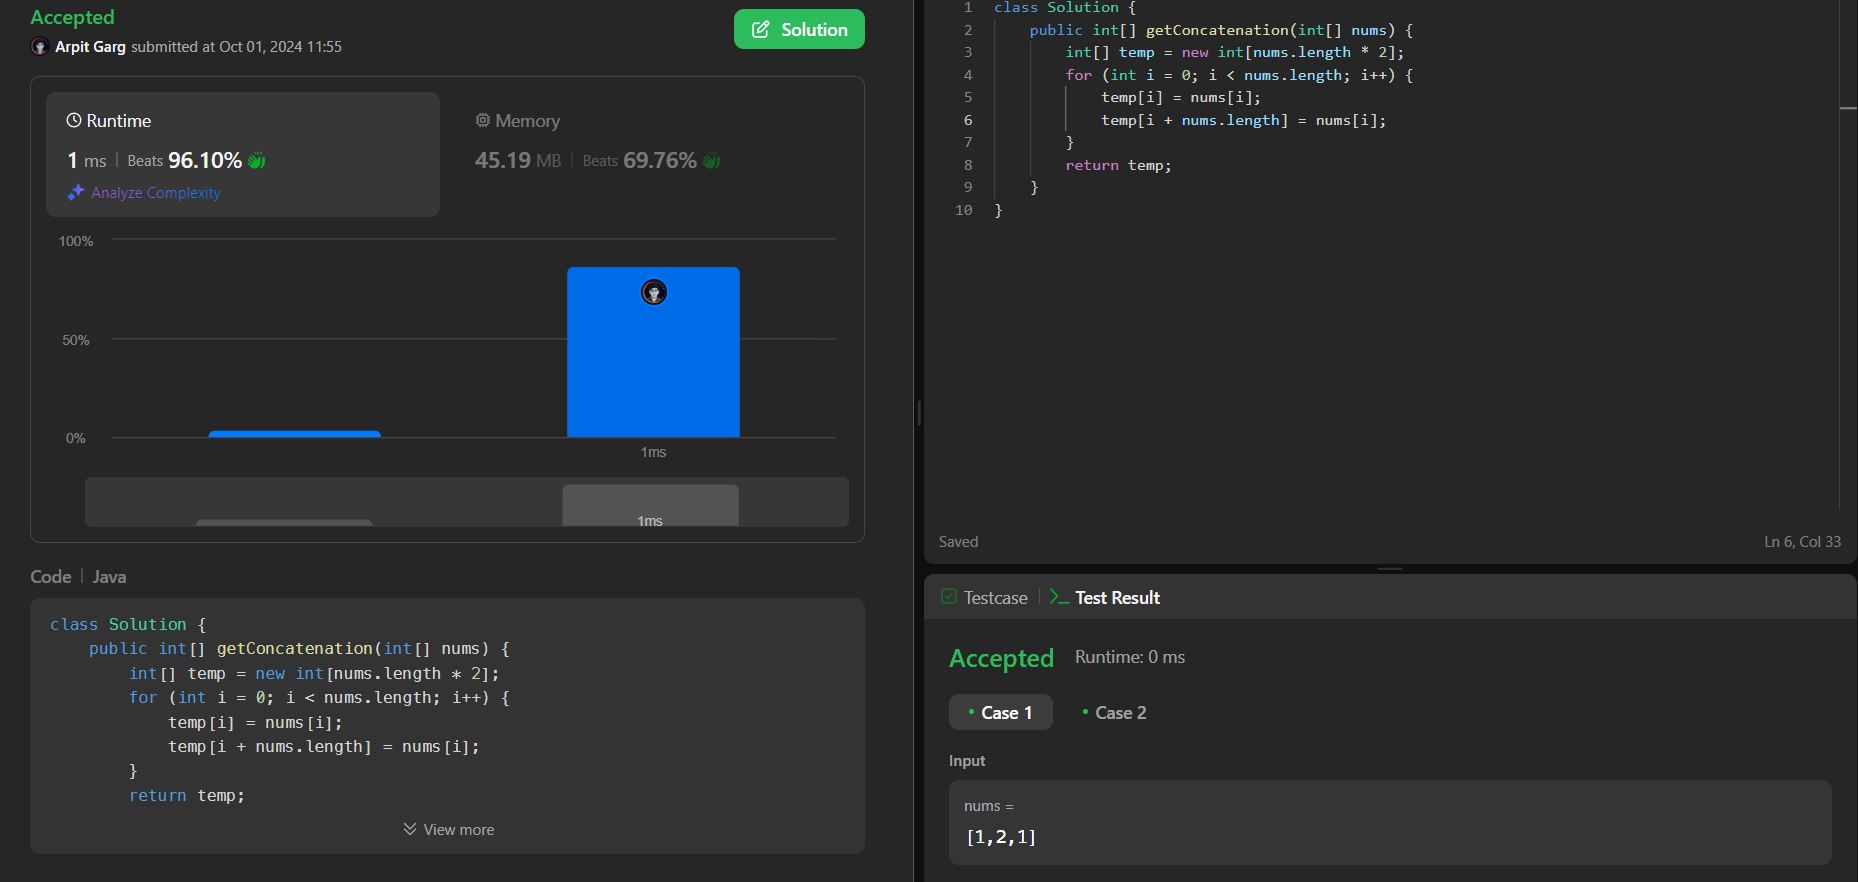 Accepted
Arpit Garg submitted at Oct 01, 2024 11:55
Solution
Runtime
1 ms | Beats 96.10%
Analyze Complexity
Memory
45.19 MB | Beats 69.76%
100%
50%
0%
1ms
1ms
Code | Java
class Solution {
    public int[] getConcatenation(int[] nums) {
        int[] temp = new int[nums.length * 2];
        for (int i = 0; i < nums.length; i++) {
            temp[i] = nums[i];
            temp[i + nums.length] = nums[i];
        }
        return temp;
View more
1 class Solution {
2     public int[] getConcatenation(int[] nums) {
3         int[] temp = new int[nums.length * 2];
4         for (int i = 0; i < nums.length; i++) {
5             temp[i] = nums[i];
6             temp[i + nums.length] = nums[i];
7         }
8         return temp;
9     }
10 }
Saved
Ln 6, Col 33
Testcase | >_ Test Result
Accepted Runtime: 0 ms
• Case 1 • Case 2
Input
nums =
[1,2,1]